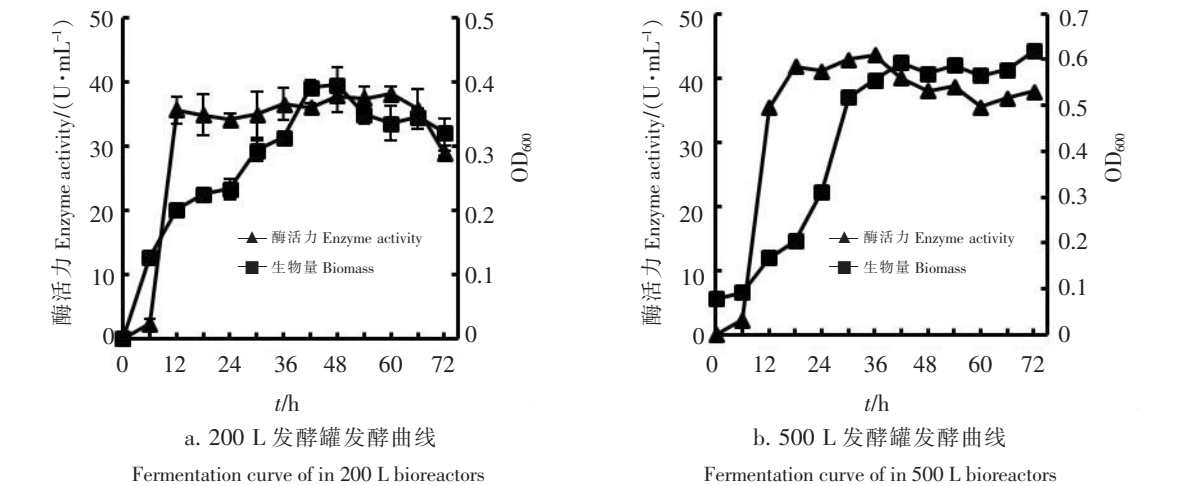 酶活力 Enzyme activity/(U·mL⁻¹)
50
40
30
20
10
0
0.5
0.4
0.3
0.2
0.1
0
OD₆₀₀
酶活力 Enzyme activity
生物量 Biomass
0 12 24 36 48 60 72
t/h
a. 200 L 发酵罐发酵曲线
Fermentation curve of in 200 L bioreactors
酶活力 Enzyme activity/(U·mL⁻¹)
50
40
30
20
10
0
0.7
0.6
0.5
0.4
0.3
0.2
0.1
0
OD₆₀₀
酶活力 Enzyme activity
生物量 Biomass
0 12 24 36 48 60 72
t/h
b. 500 L 发酵罐发酵曲线
Fermentation curve of in 500 L bioreactors